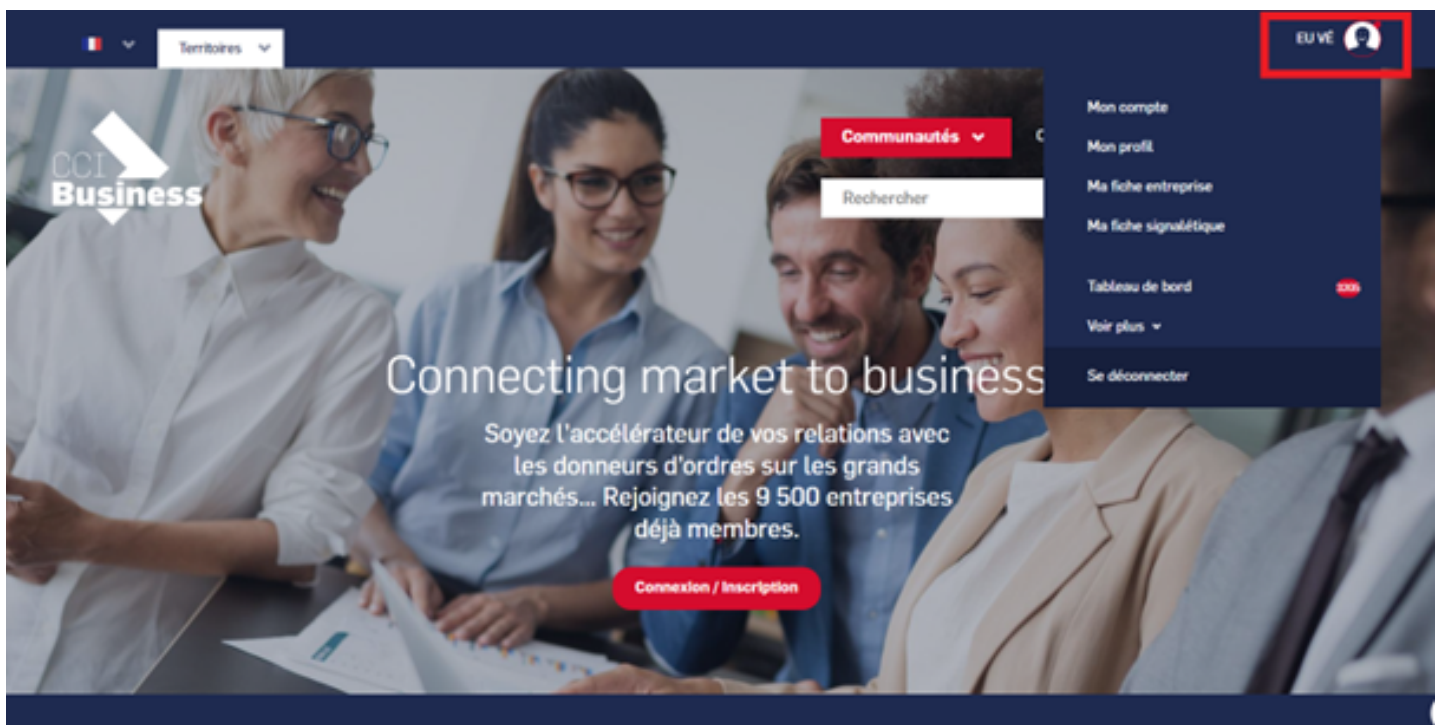 Territoires
EU VÉ
CCI
Business
Communautés
Rechercher
Mon compte
Mon profil
Ma fiche entreprise
Ma fiche signalétique
Tableau de bord
Voir plus
Se déconnecter
Connecting market to business
Soyez l'accélérateur de vos relations avec
les donneurs d'ordres sur les grands
marchés... Rejoignez les 9 500 entreprises
déjà membres.
Connexion / Inscription